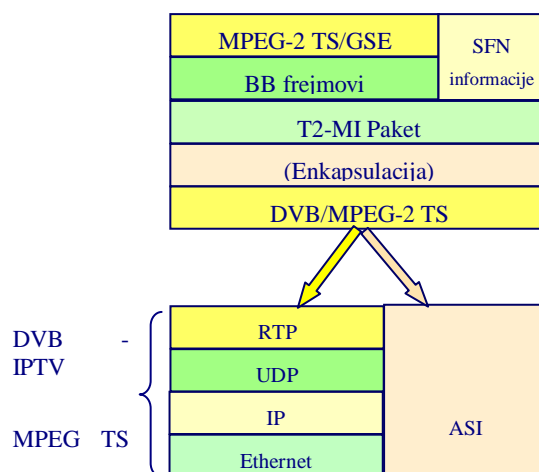 MPEG-2 TS/GSE
SFN
informacije
BB frejmovi
T2-MI Paket
(Enkapsulacija)
DVB/MPEG-2 TS
DVB -
IPTV
MPEG TS
RTP
UDP
IP
Ethernet
ASI